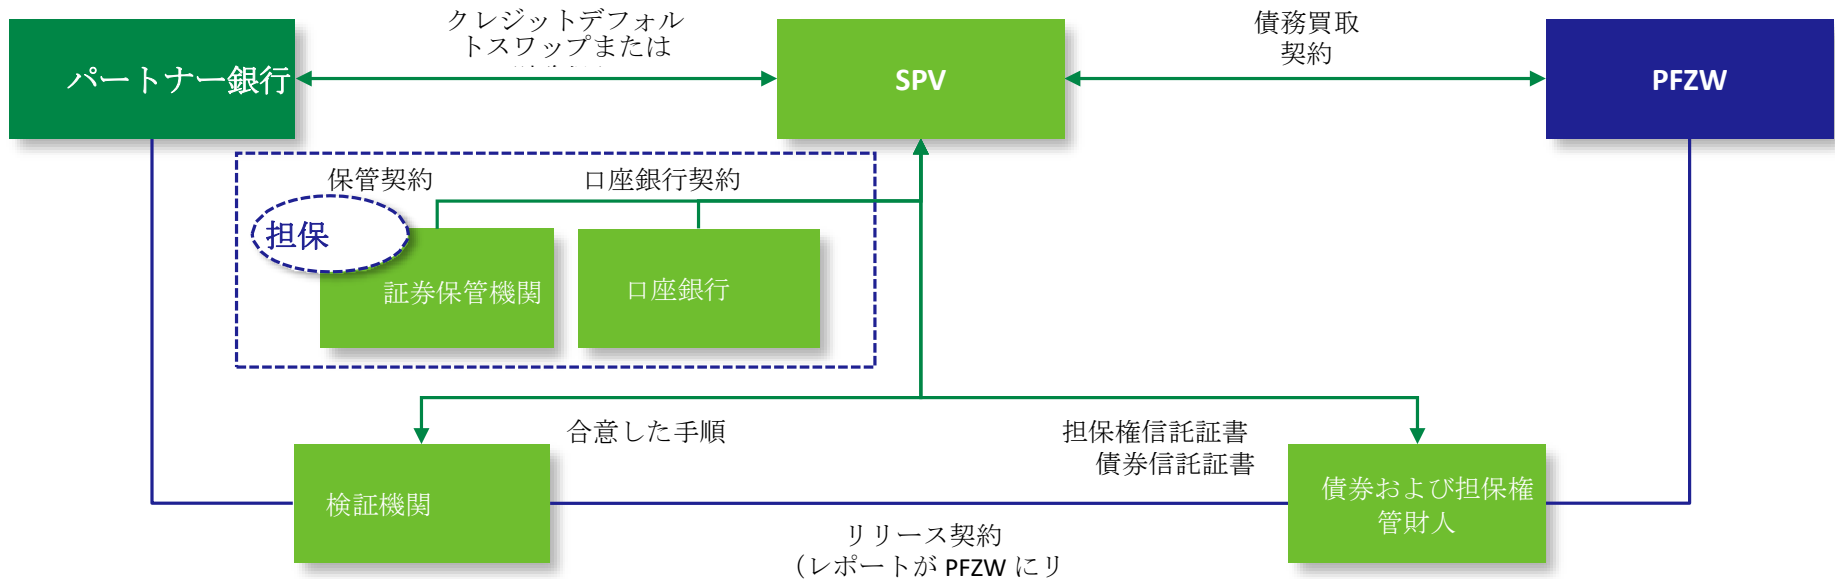 クレジットデフォル
トスワップまたは
債務買取
契約
パートナー銀行
SPV
PFZW
保管契約
口座銀行契約
担保
証券保管機関
口座銀行
合意した手順
担保権信託証書
債券信託証書
検証機関
債券および担保権
管財人
リリース契約
（レポートが PFZW にリ